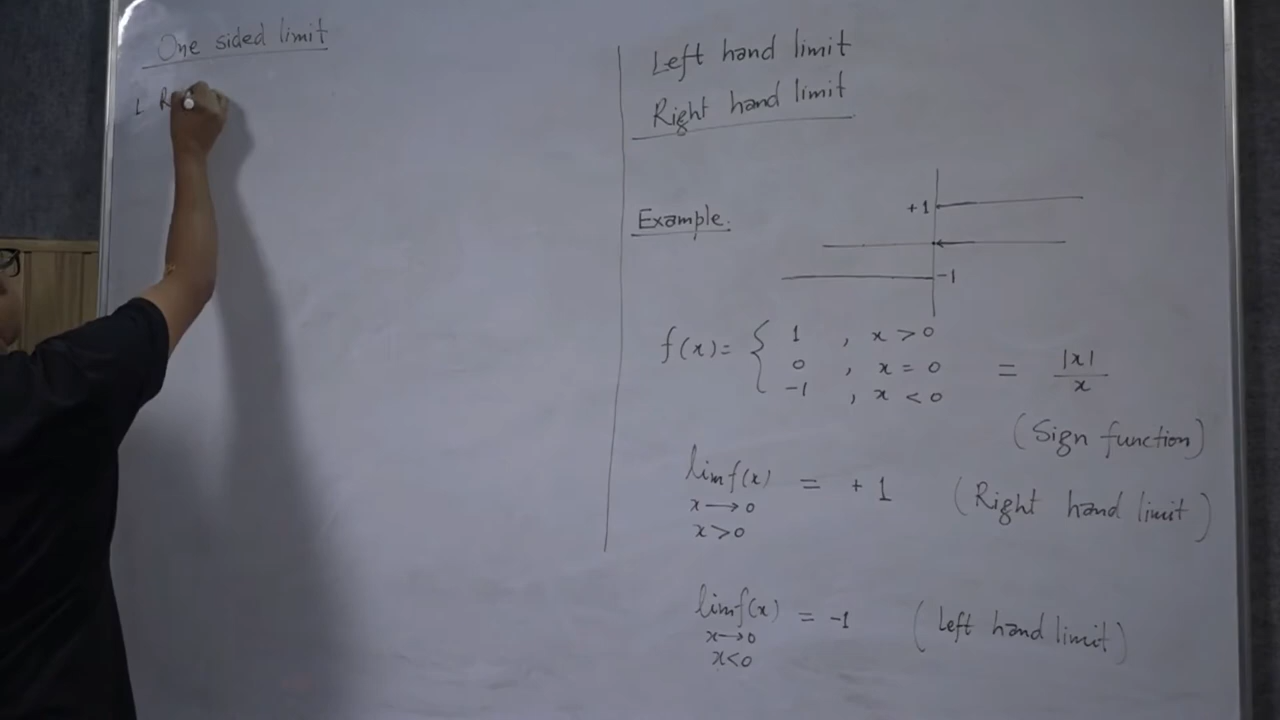 One sided limit
L R
Left hand limit
Right hand limit
Example.
+1
-1
f(x) = { 1 , x > 0
0 , x = 0
-1 , x < 0
= |x| / x
(Sign function)
lim f(x) = +1 (Right hand limit)
x → 0
x > 0
lim f(x) = -1 (Left hand limit)
x → 0
x < 0